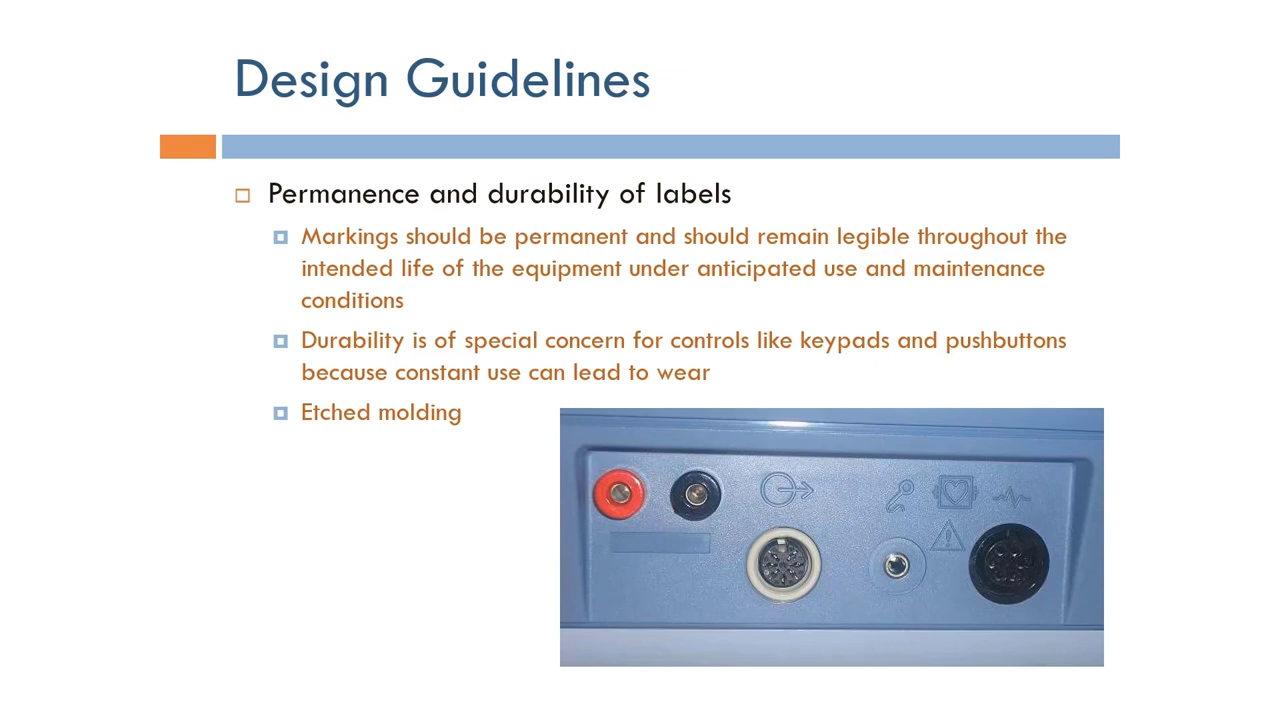 Design Guidelines
Permanence and durability of labels
Markings should be permanent and should remain legible throughout the
intended life of the equipment under anticipated use and maintenance
conditions
Durability is of special concern for controls like keypads and pushbuttons
because constant use can lead to wear
Etched molding